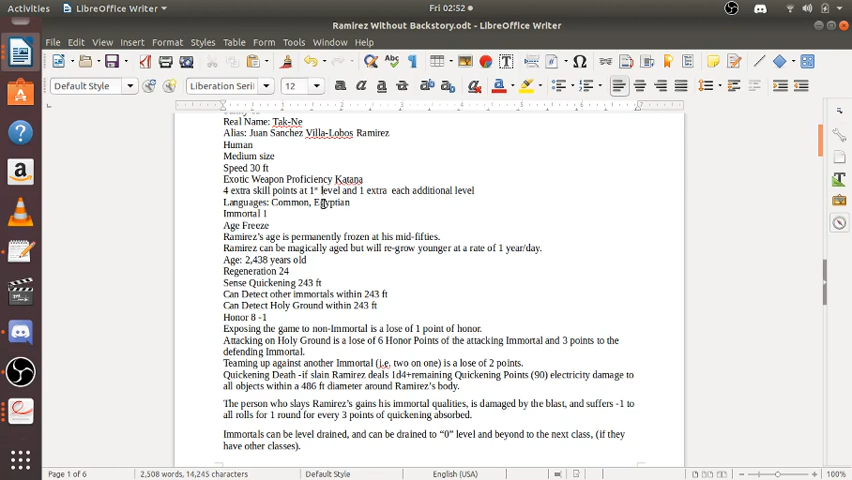 Activities
LibreOffice Writer
Fri 02:52
Ramirez Without Backstory.odt - LibreOffice Writer
File Edit View Insert Format Styles Table Form Tools Window Help
Default Style
Liberation Seri
12
Real Name: Tak-Ne
Alias: Juan Sanchez Villa-Lobos Ramirez
Human
Medium size
Speed 30 ft
Exotic Weapon Proficiency Katana
4 extra skill points at 1st level and 1 extra each additional level
Languages: Common, Egyptian
Immortal 1
Age Freeze
Ramirez's age is permanently frozen at his mid-fifties.
Ramirez can be magically aged but will re-grow younger at a rate of 1 year/day.
Age: 2,438 years old
Regeneration 24
Sense Quickening 243 ft
Can Detect other immortals within 243 ft
Can Detect Holy Ground within 243 ft
Honor 8 -1
Exposing the game to non-Immortal is a lose of 1 point of honor.
Attacking on Holy Ground is a lose of 6 Honor Points of the attacking Immortal and 3 points to the
defending Immortal.
Teaming up against another Immortal (i.e. two on one) is a lose of 2 points.
Quickening Death -if slain Ramirez deals 1d4+remaining Quickening Points (90) electricity damage to
all objects within a 486 ft diameter around Ramirez's body.
The person who slays Ramirez's gains his immortal qualities, is damaged by the blast, and suffers -1 to
all rolls for 1 round for every 3 points of quickening absorbed.
Immortals can be level drained, and can be drained to "0" level and beyond to the next class, (if they
have other classes).
Page 1 of 6
2,508 words, 14,245 characters
Default Style
English (USA)
100%